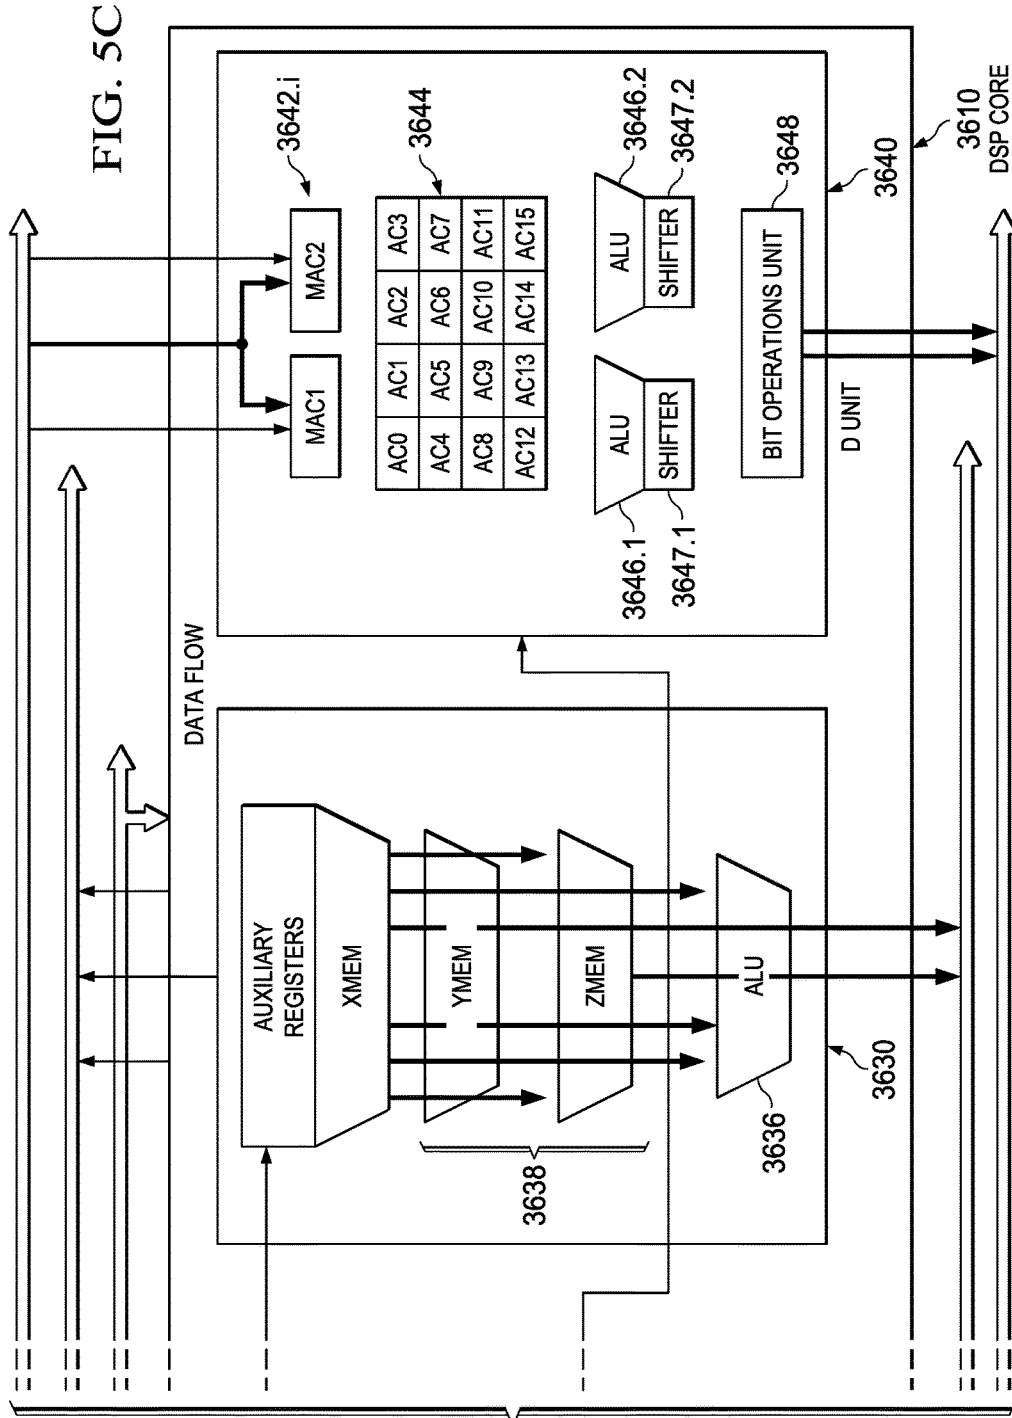 FIG. 5C
DATA FLOW
AUXILIARY
REGISTERS
XMEM
YMEM
ZMEM
ALU
3638
3636
3630
MAC1
MAC2
3642.i
AC0 AC1 AC2 AC3
AC4 AC5 AC6 AC7
AC8 AC9 AC10 AC11
AC12 AC13 AC14 AC15
3644
ALU
SHIFTER
3646.1
3647.1
ALU
SHIFTER
3646.2
3647.2
BIT OPERATIONS UNIT
3648
D UNIT
3640
3610
DSP CORE